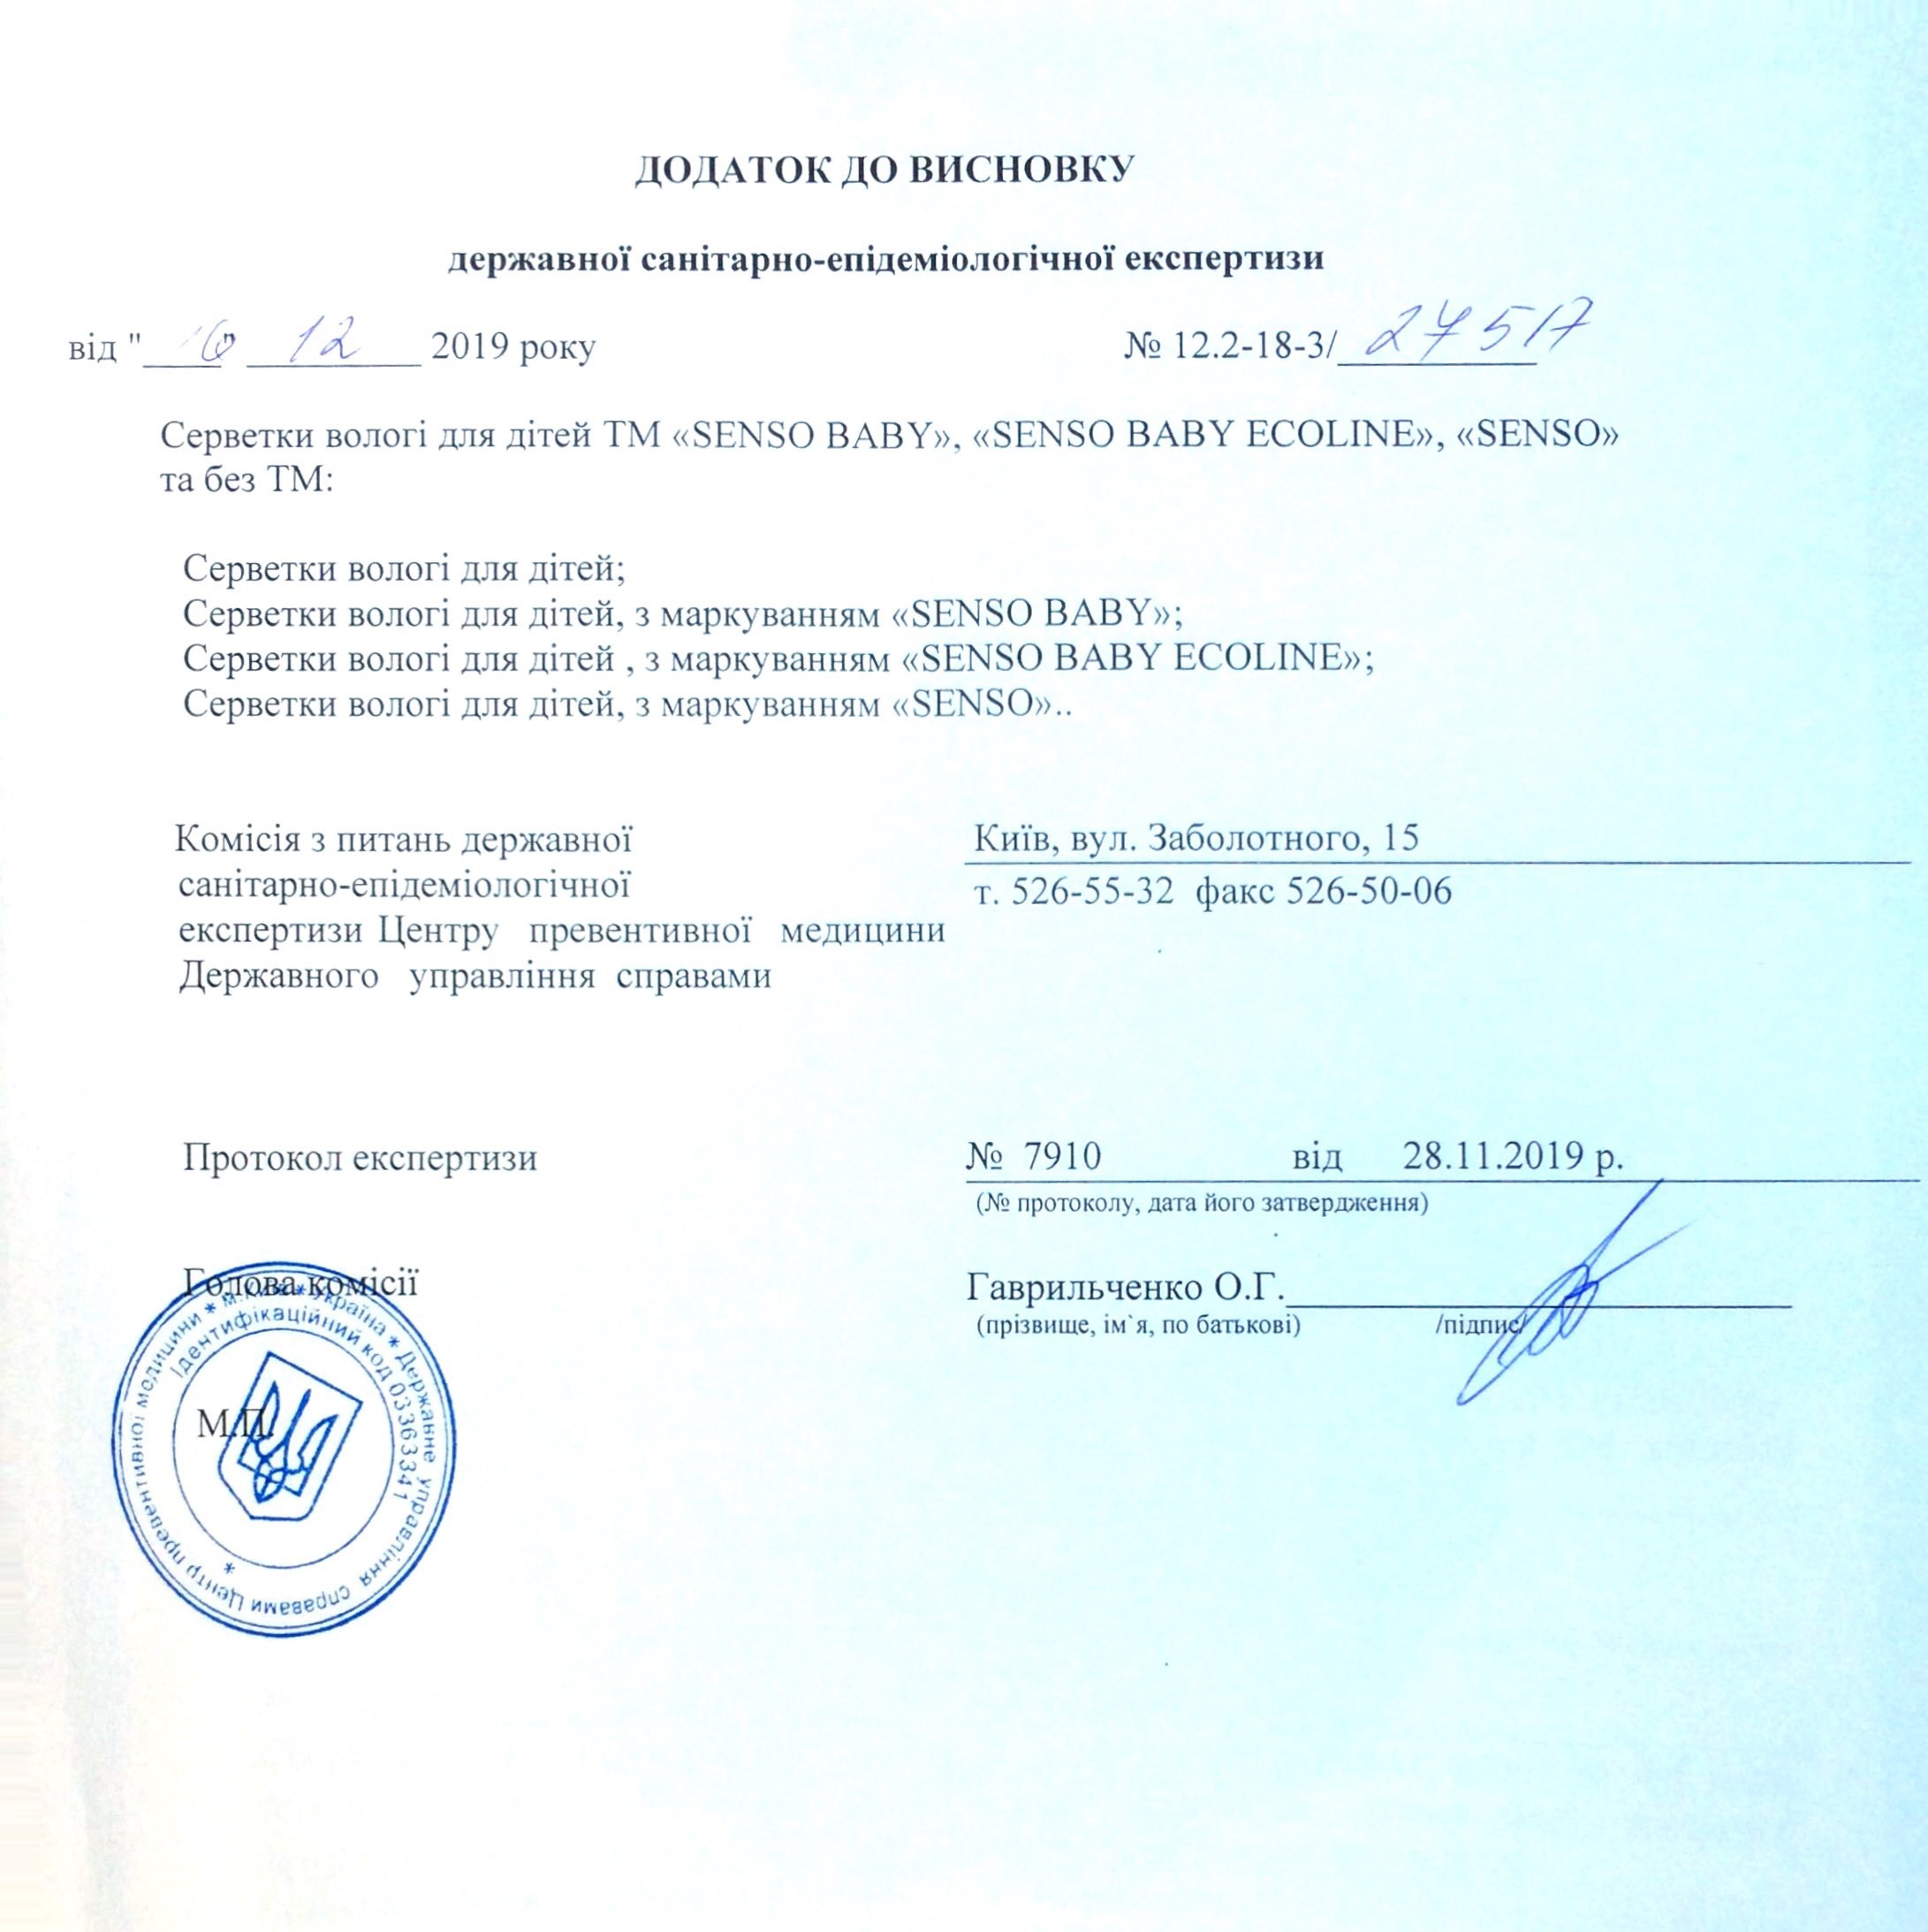 ДОДАТОК ДО ВИСНОВКУ
державної санітарно-епідеміологічної експертизи
від "16" 12 2019 року № 12.2-18-3/27517
Серветки вологі для дітей ТМ «SENSO BABY», «SENSO BABY ECOLINE», «SENSO»
та без ТМ:
Серветки вологі для дітей;
Серветки вологі для дітей, з маркуванням «SENSO BABY»;
Серветки вологі для дітей , з маркуванням «SENSO BABY ECOLINE»;
Серветки вологі для дітей, з маркуванням «SENSO»..
Комісія з питань державної
санітарно-епідеміологічної
експертизи Центру превентивної медицини
Державного управління справами
Київ, вул. Заболотного, 15
т. 526-55-32 факс 526-50-06
Протокол експертизи
№ 7910 від 28.11.2019 р.
(№ протоколу, дата його затвердження)
Голова комісії
Гаврильченко О.Г.
(прізвище, ім`я, по батькові) /підпис/
М.П.
* м.Київ * Україна * Державне управління справами Центр превентивної медицини
Ідентифікаційний код 03363341 *